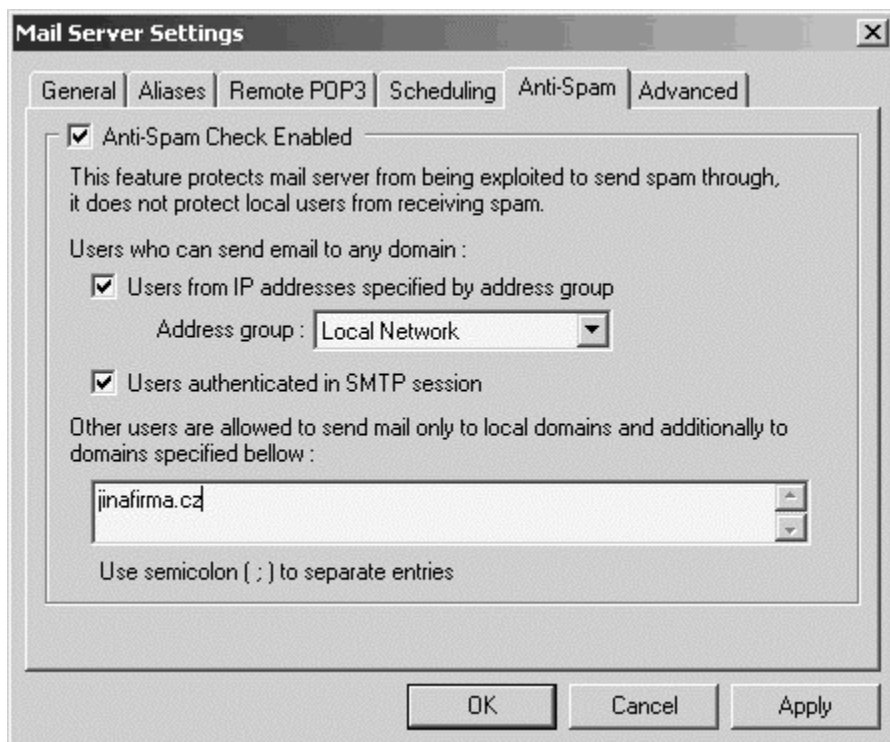 Mail Server Settings
General Aliases Remote POP3 Scheduling Anti-Spam Advanced
Anti-Spam Check Enabled
This feature protects mail server from being exploited to send spam through,
it does not protect local users from receiving spam.
Users who can send email to any domain :
Users from IP addresses specified by address group
Address group : Local Network
Users authenticated in SMTP session
Other users are allowed to send mail only to local domains and additionally to
domains specified bellow :
jinafirma.cz
Use semicolon ( ; ) to separate entries
OK Cancel Apply